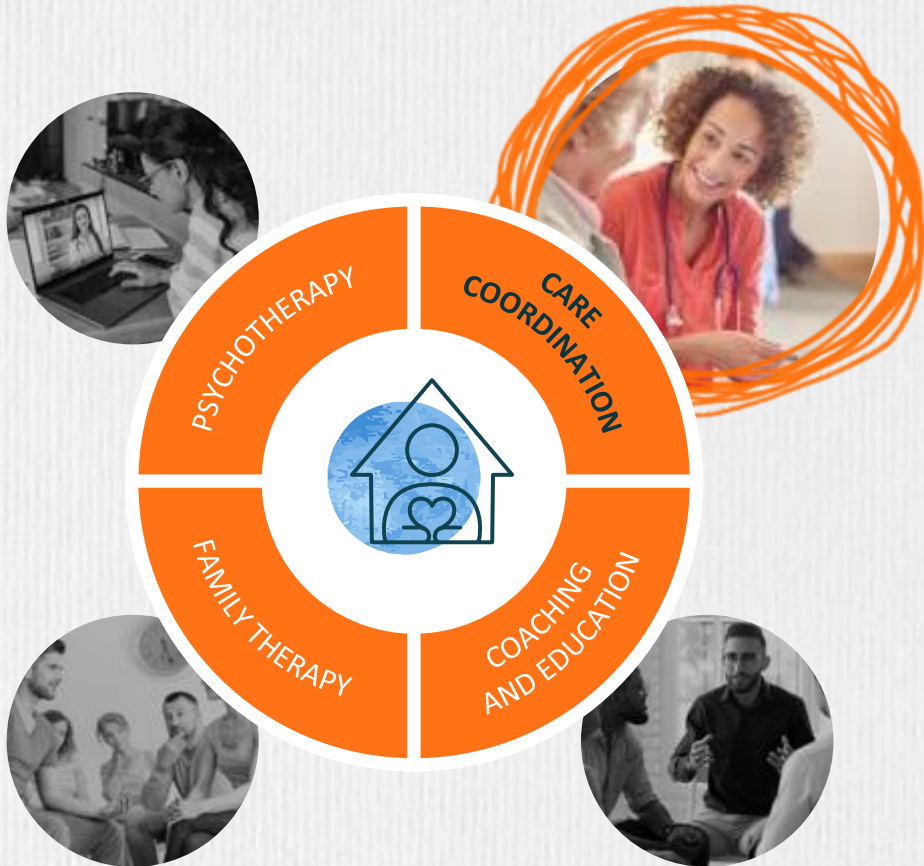 PSYCHOTHERAPY
CARE
COORDINATION
FAMILY THERAPY
COACHING
AND EDUCATION